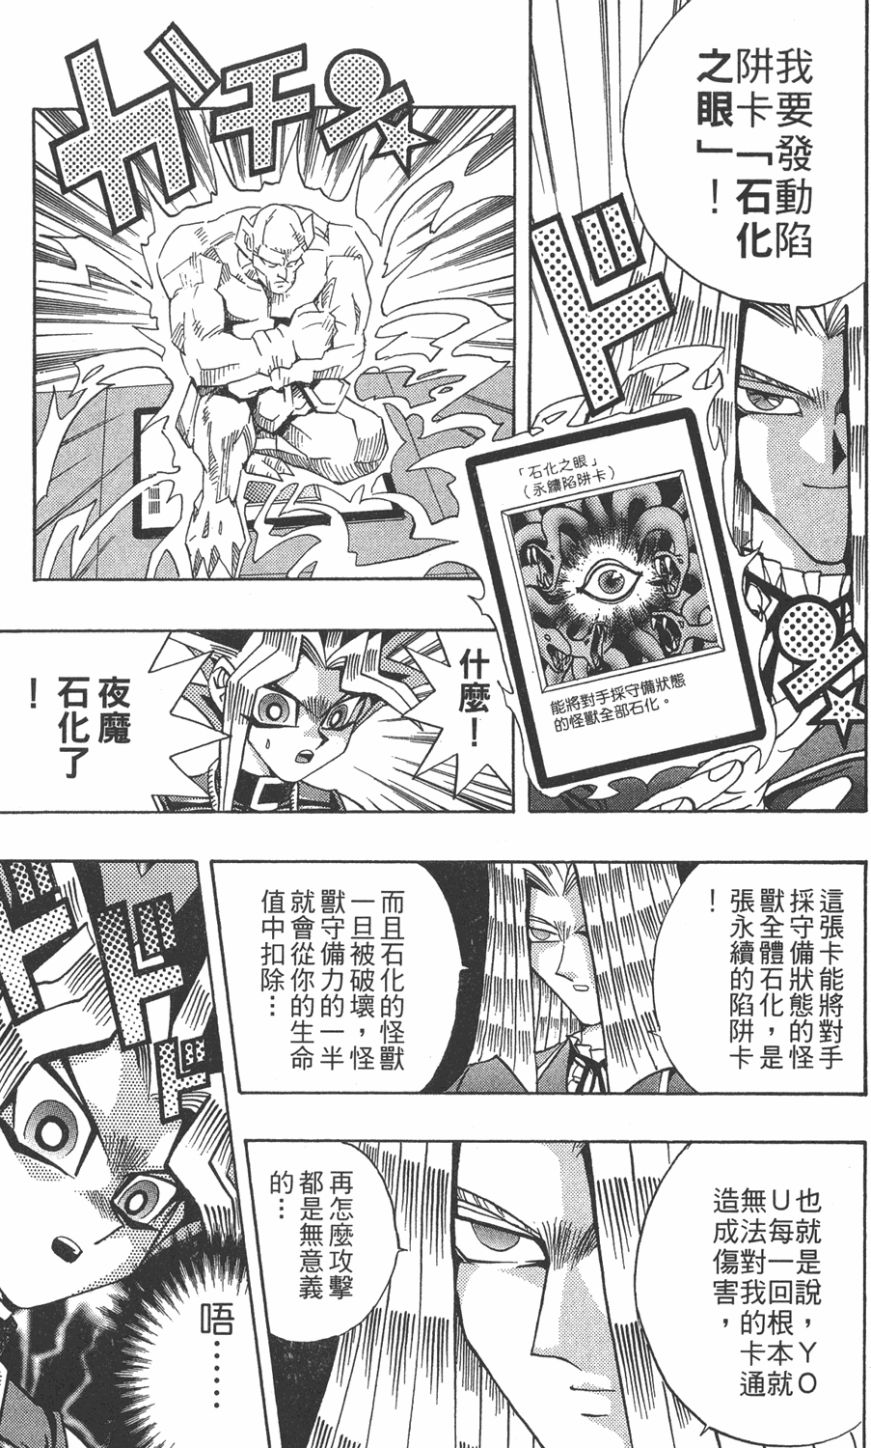 我要發動陷
阱卡「石化
之眼」！
ドン☆
「石化之眼」
（永續陷阱卡）
能將對手採守備狀態
的怪獸全部石化。
ガチン☆
什麼！
夜魔
石化了
！
這張卡能將對手
採守備狀態的怪
獸全體石化，是
張永續的陷阱卡
！
而且石化的怪獸
一旦被破壞，怪
獸守備力的一半
就會從你的生命
值中扣除…
也就是說，ＹＯ
Ｕ每一回根本就
無法對我的卡通
造成傷害，
再怎麼攻擊
都是無意義
的…
ドドド
唔……